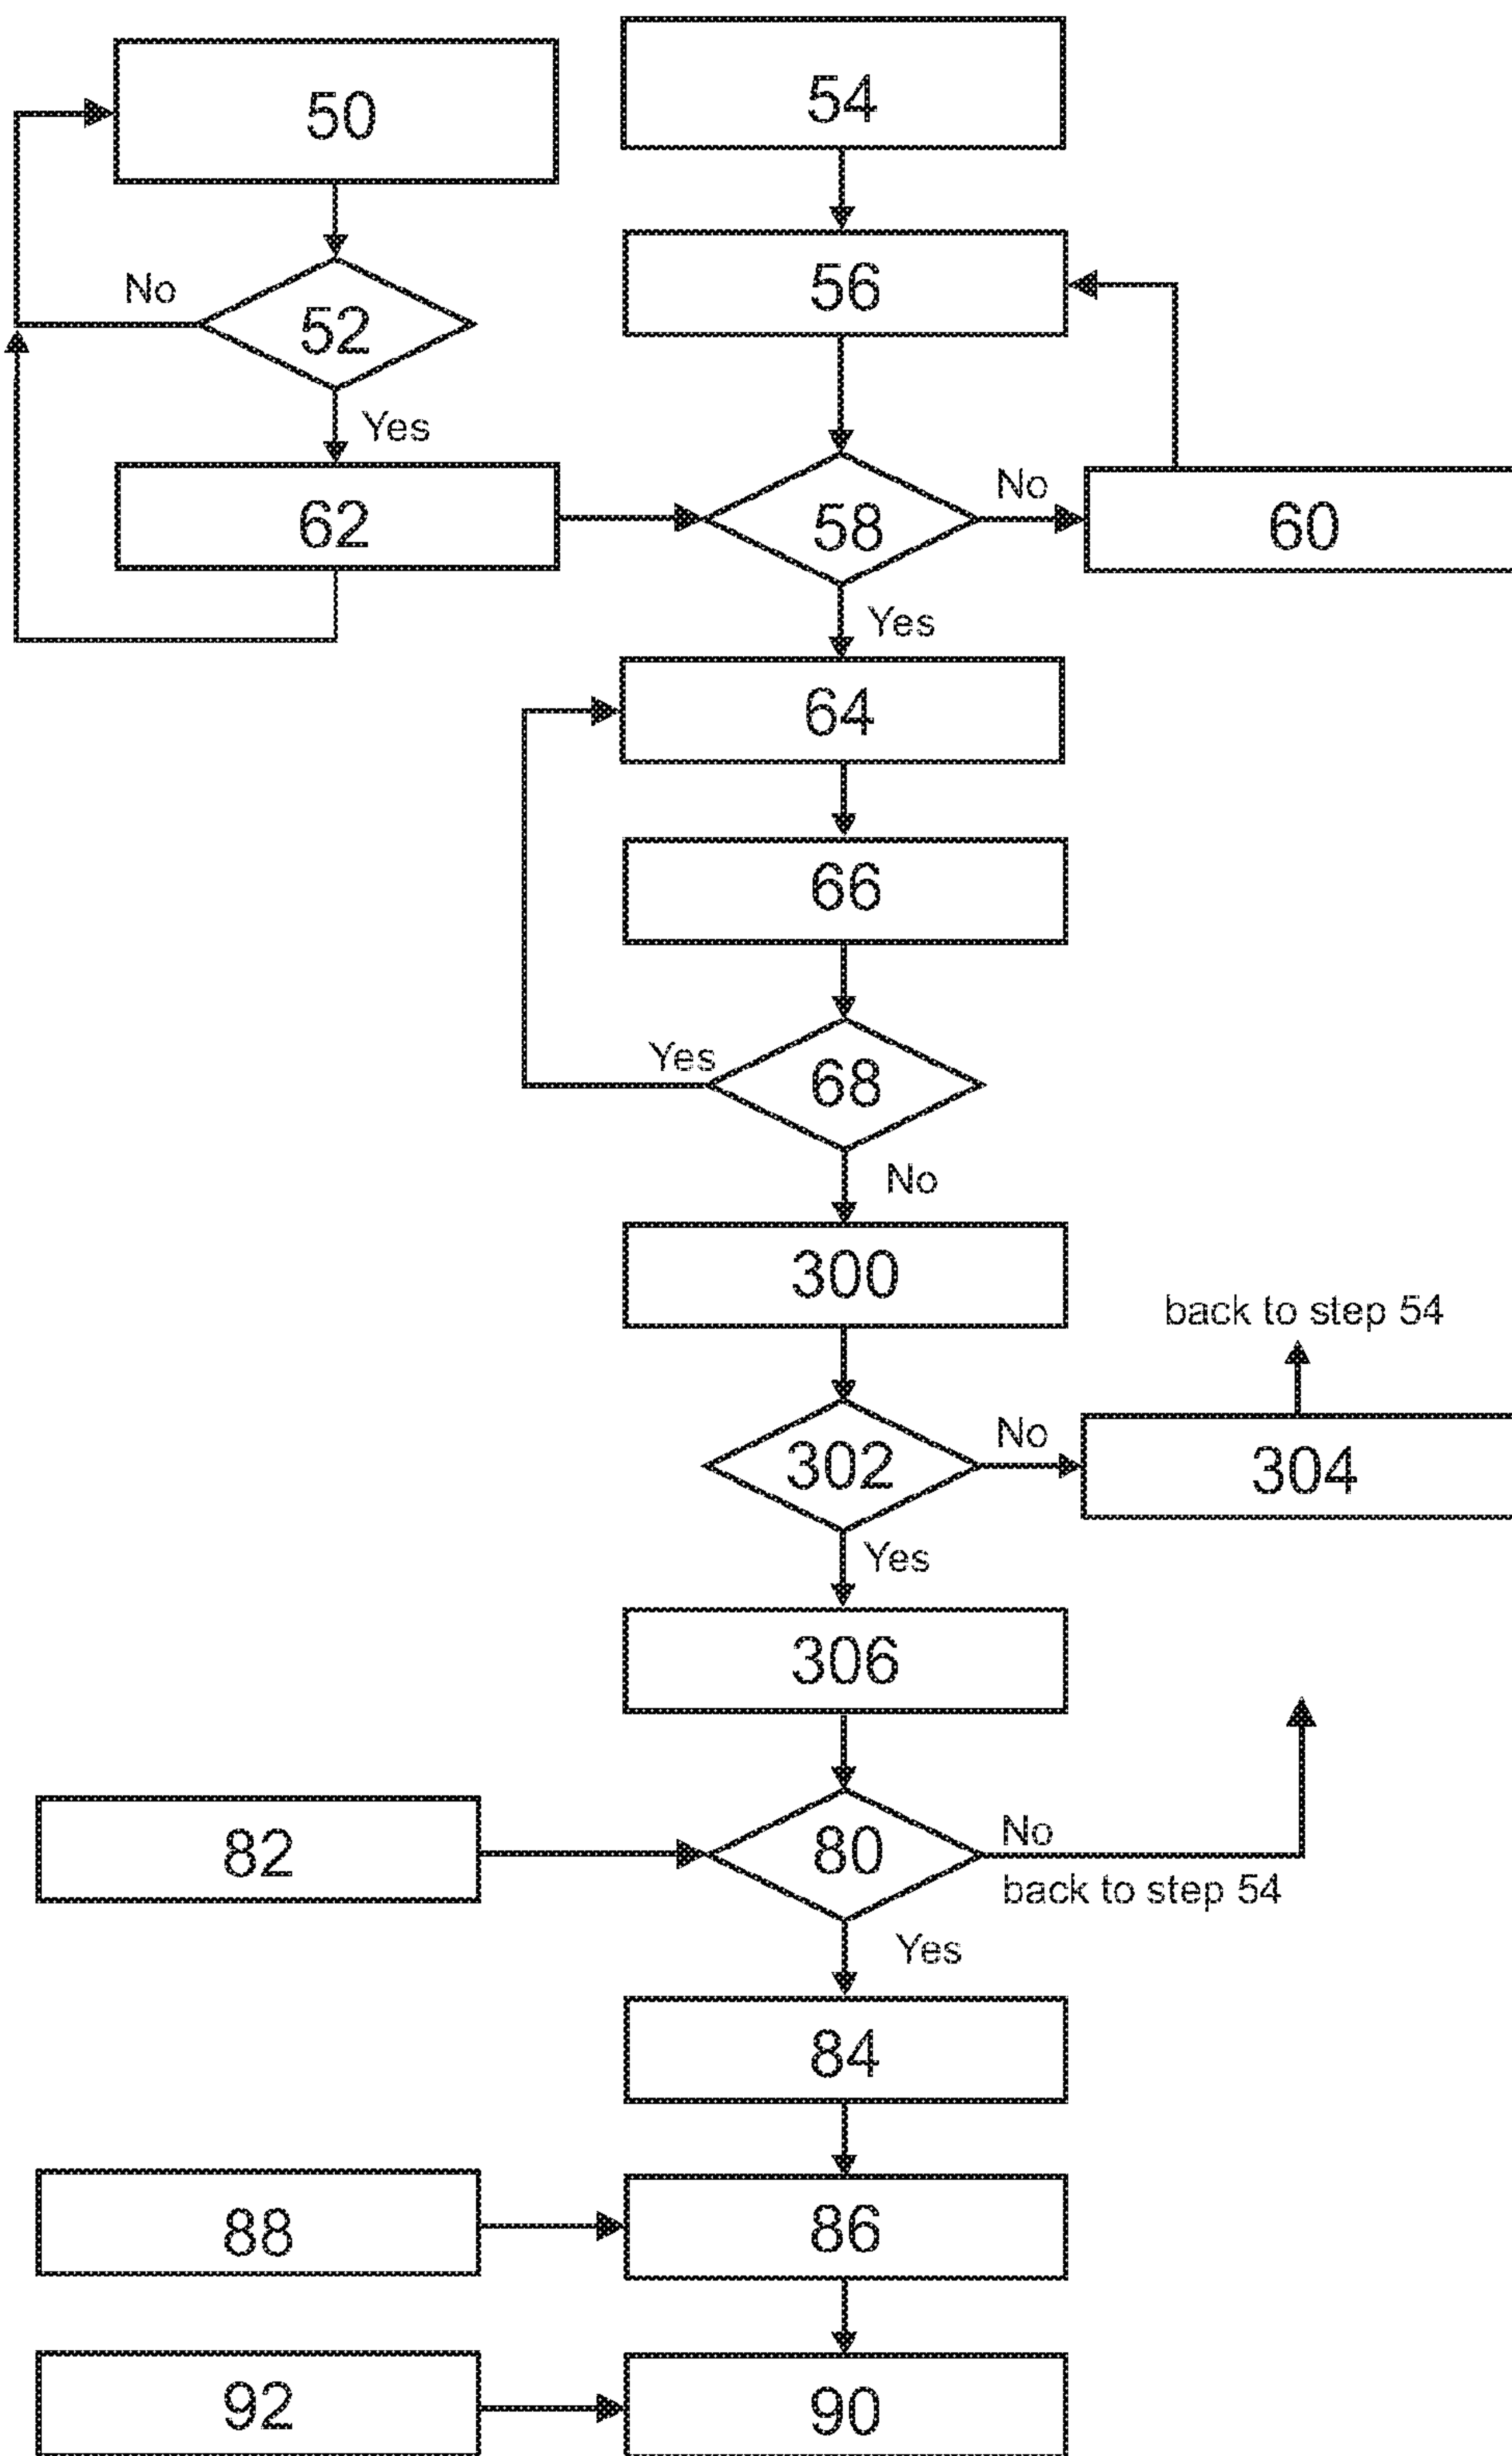 54
50
56
No
52
Yes
62
58
No
60
Yes
64
66
Yes
68
No
300
back to step 54
302
No
304
Yes
306
82
80
No
back to step 54
Yes
84
88
86
92
90